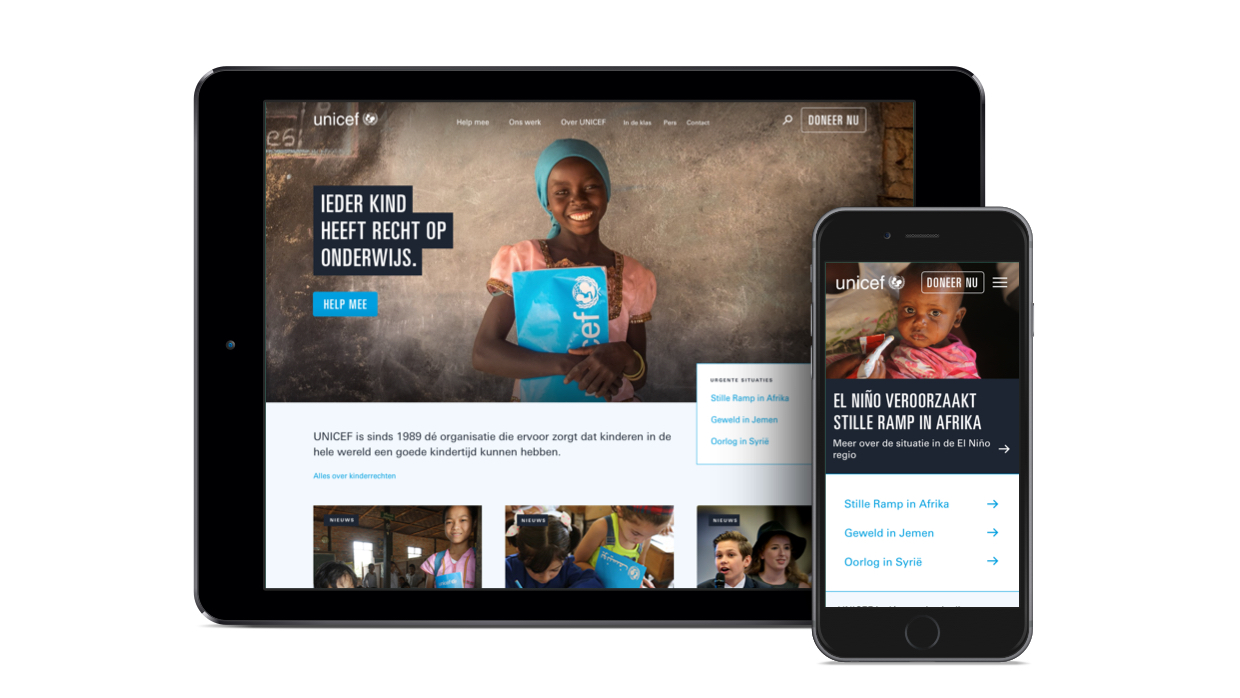 es,
unicef
Help mee
Ons werk
Over UNICEF
In de klas
Pers
Contact
DONEER NU
IEDER KIND
HEEFT RECHT OP
ONDERWIJS.
HELP MEE
unicef
URGENTE SITUATIES
Stille Ramp in Afrika
Geweld in Jemen
Oorlog in Syrië
UNICEF is sinds 1989 dé organisatie die ervoor zorgt dat kinderen in de
hele wereld een goede kindertijd kunnen hebben.
Alles over kinderrechten
NIEUWS
NIEUWS
NIEUWS
unicef
DONEER NU
EL NIÑO VEROORZAAKT
STILLE RAMP IN AFRIKA
Meer over de situatie in de El Niño
regio
Stille Ramp in Afrika
Geweld in Jemen
Oorlog in Syrië